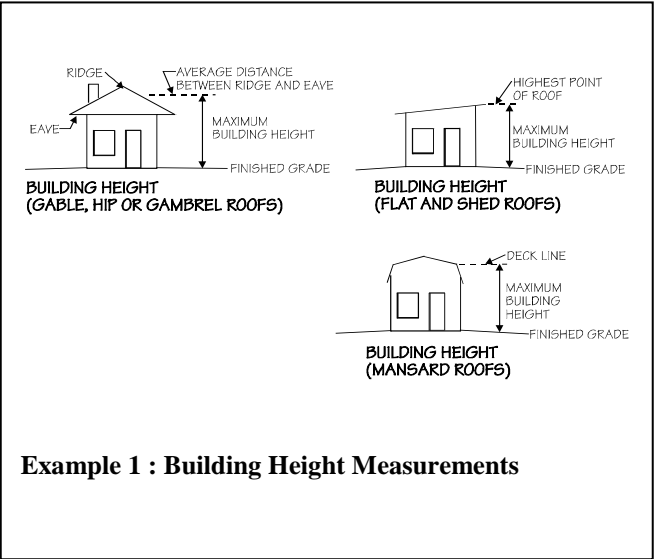 RIDGE
AVERAGE DISTANCE
BETWEEN RIDGE AND EAVE
EAVE
MAXIMUM
BUILDING HEIGHT
FINISHED GRADE
BUILDING HEIGHT
(GABLE, HIP OR GAMBREL ROOFS)
HIGHEST POINT
OF ROOF
MAXIMUM
BUILDING HEIGHT
FINISHED GRADE
BUILDING HEIGHT
(FLAT AND SHED ROOFS)
DECK LINE
MAXIMUM
BUILDING
HEIGHT
FINISHED GRADE
BUILDING HEIGHT
(MANSARD ROOFS)
Example 1 : Building Height Measurements